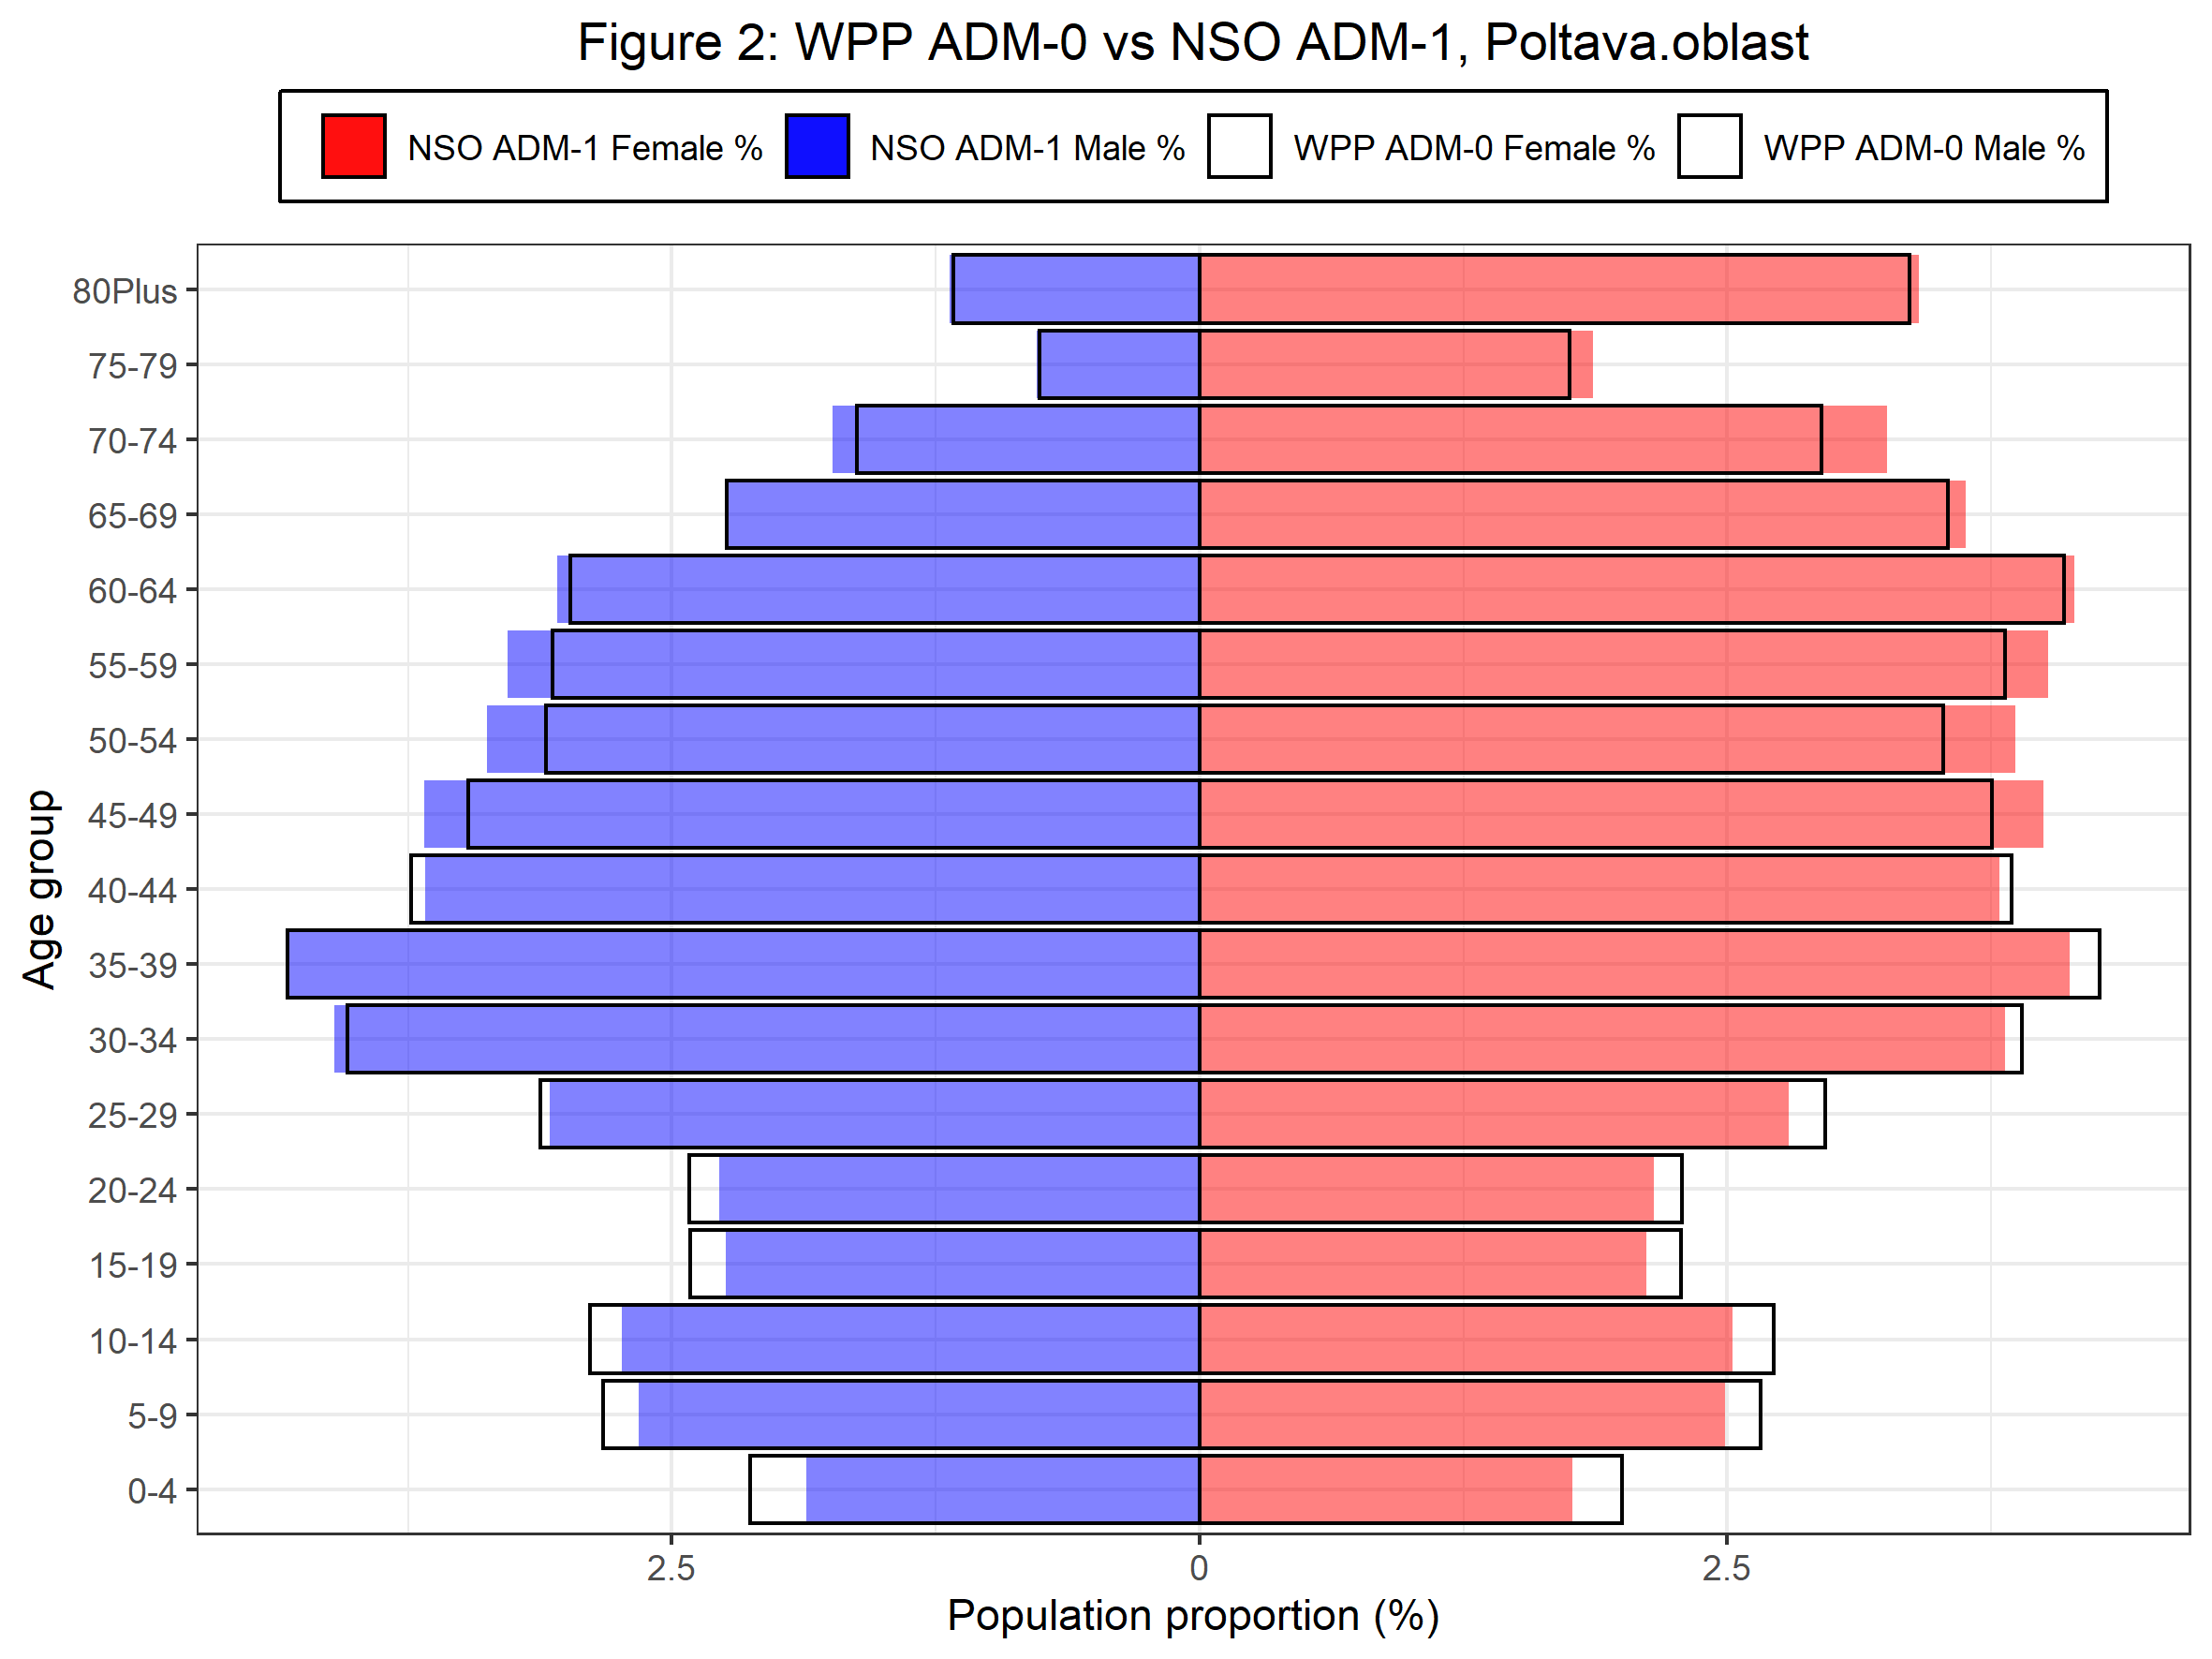 Figure 2: WPP ADM-0 vs NSO ADM-1, Poltava.oblast
NSO ADM-1 Female % NSO ADM-1 Male % WPP ADM-0 Female % WPP ADM-0 Male %
80Plus
75-79
70-74
65-69
60-64
55-59
50-54
45-49
40-44
35-39
30-34
25-29
20-24
15-19
10-14
5-9
0-4
Age group
2.5 0 2.5
Population proportion (%)